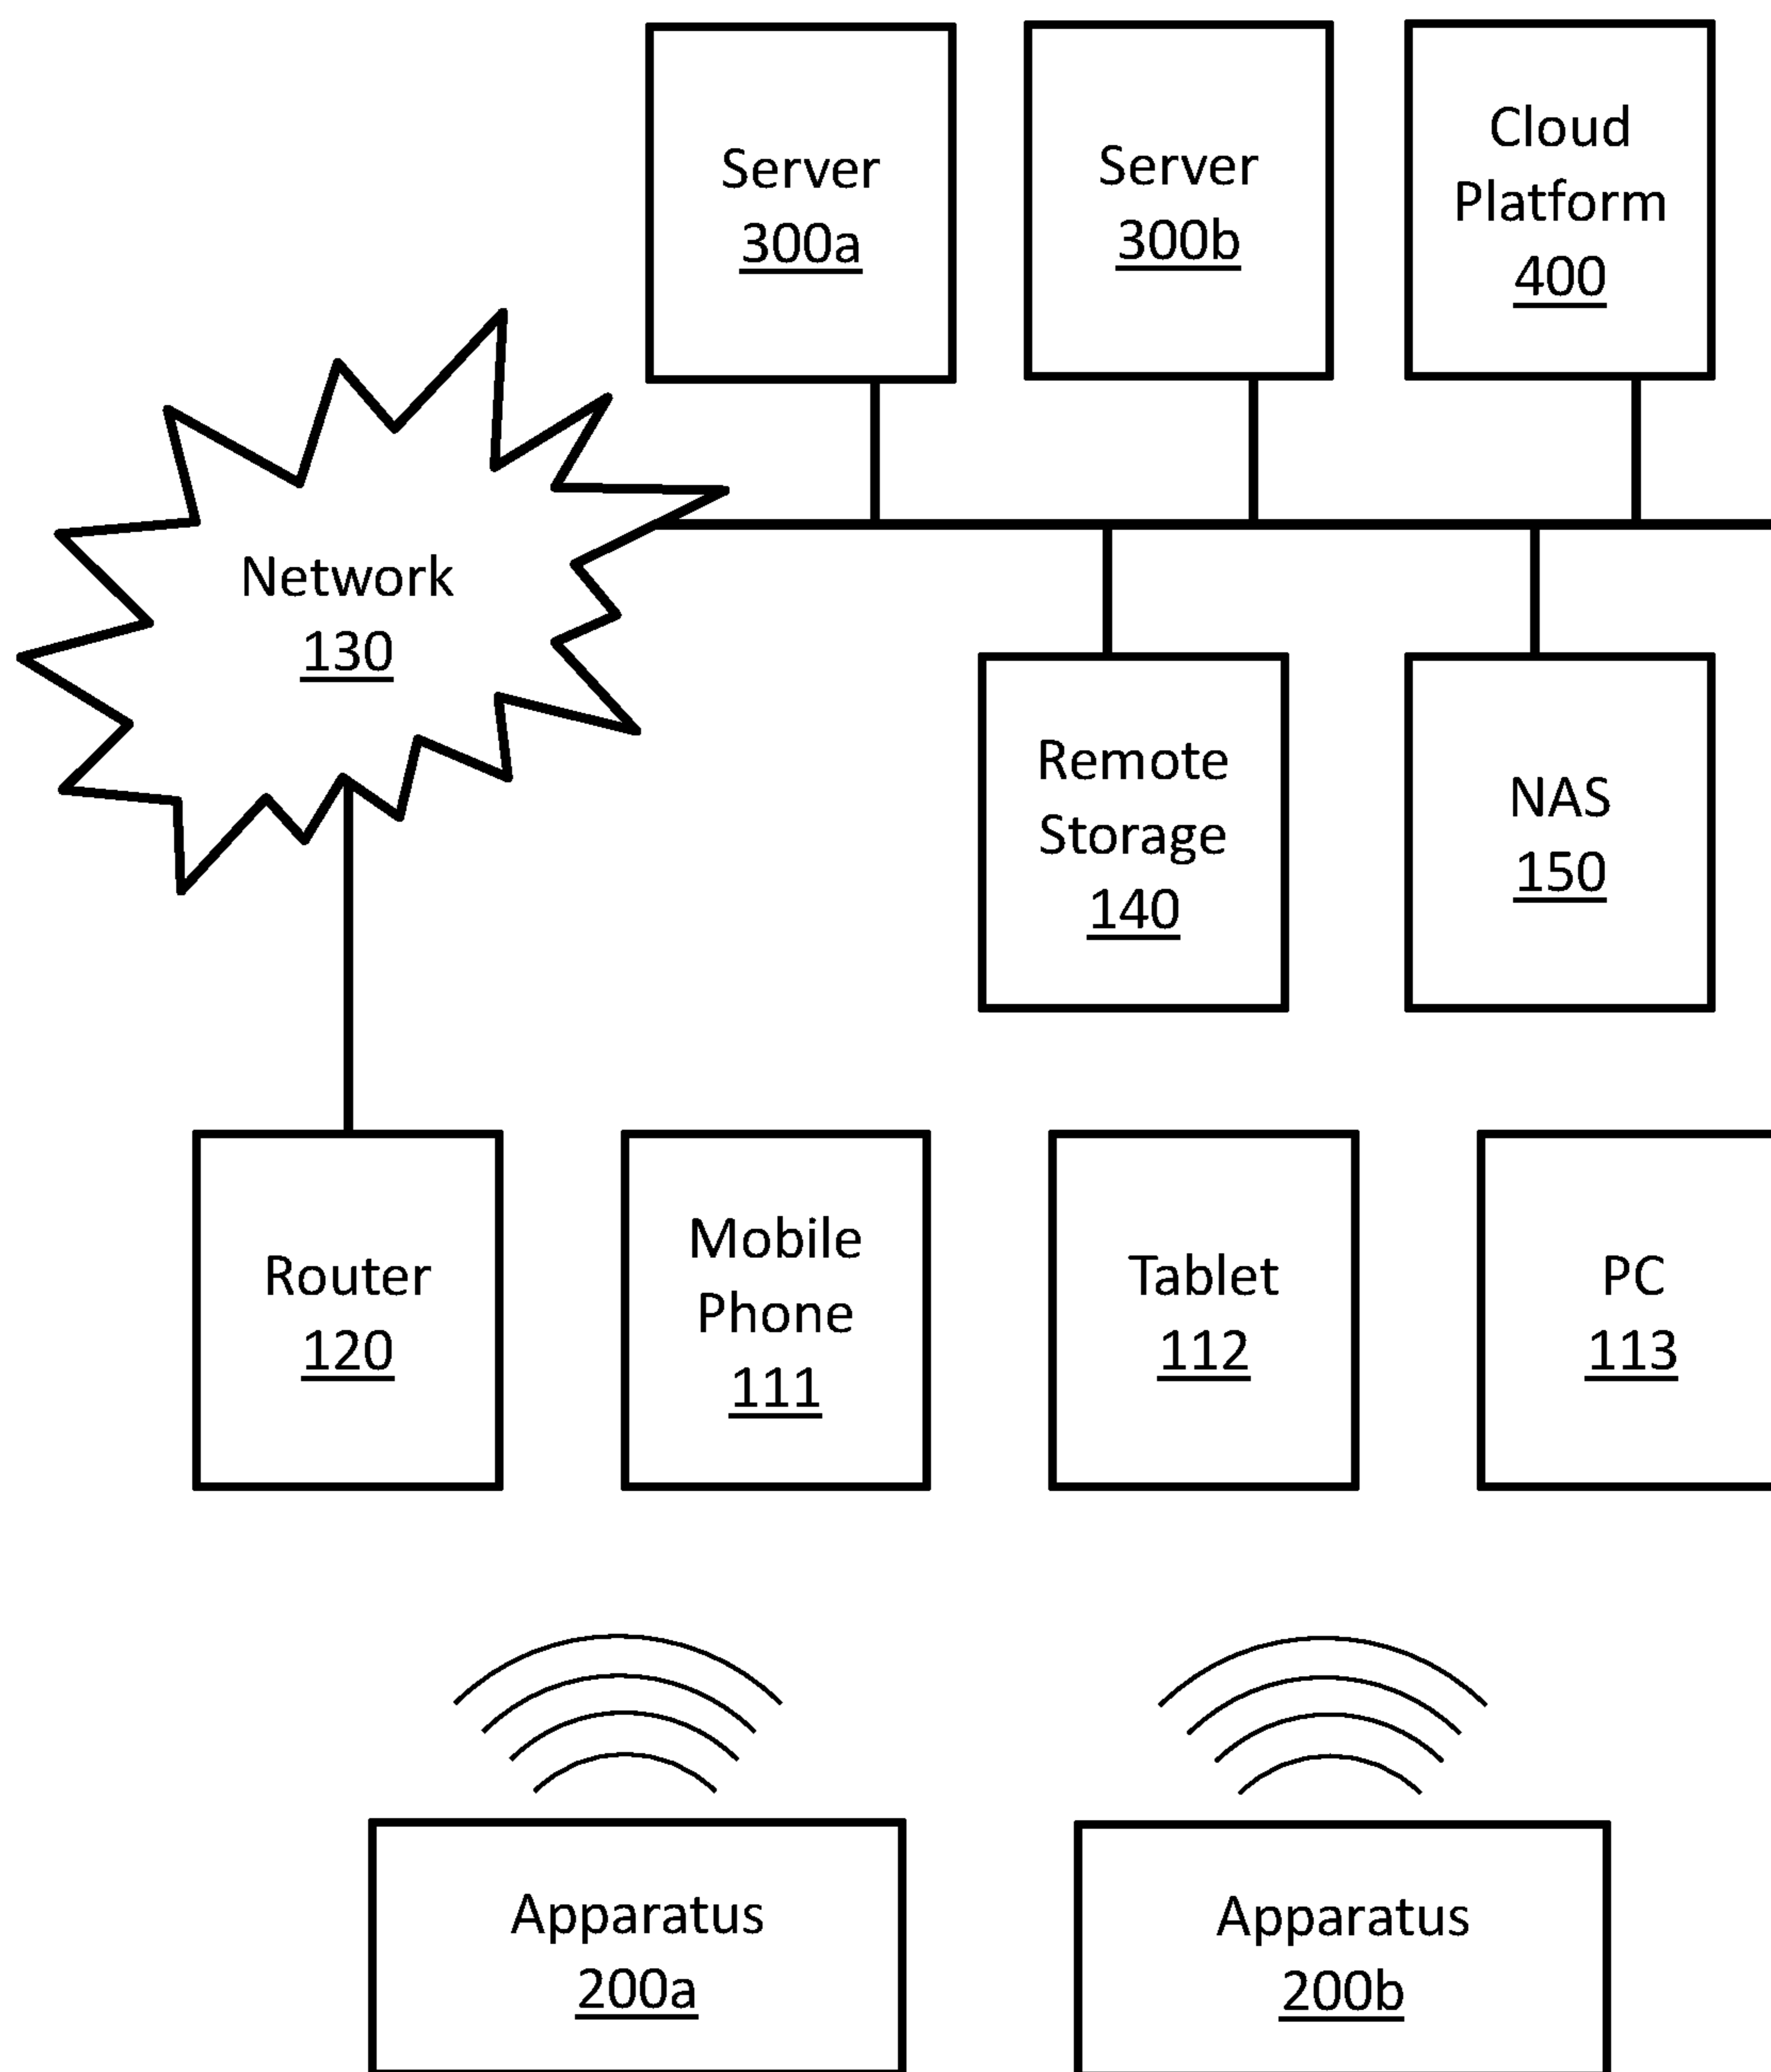 Server
300a
Server
300b
Cloud
Platform
400
Network
130
Remote
Storage
140
NAS
150
Router
120
Mobile
Phone
111
Tablet
112
PC
113
Apparatus
200a
Apparatus
200b